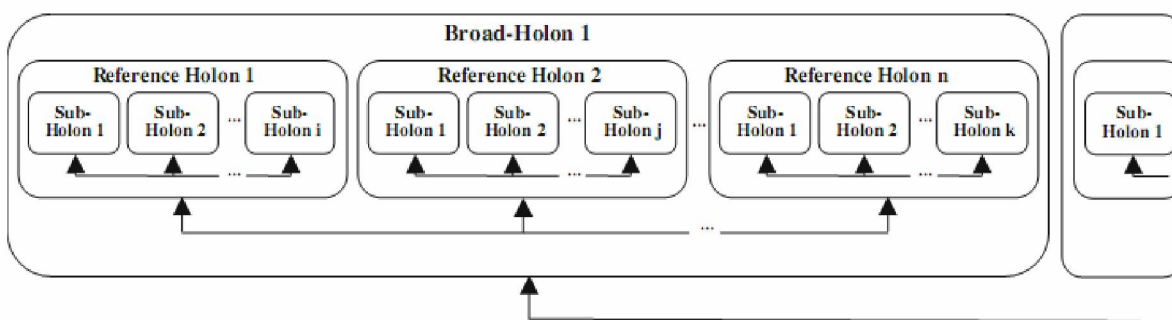 Broad-Holon 1
Reference Holon 1
Sub-
Holon 1
Sub-
Holon 2
...
Sub-
Holon i
...
Reference Holon 2
Sub-
Holon 1
Sub-
Holon 2
...
Sub-
Holon j
...
...
Reference Holon n
Sub-
Holon 1
Sub-
Holon 2
...
Sub-
Holon k
...
...
Sub-
Holon 1